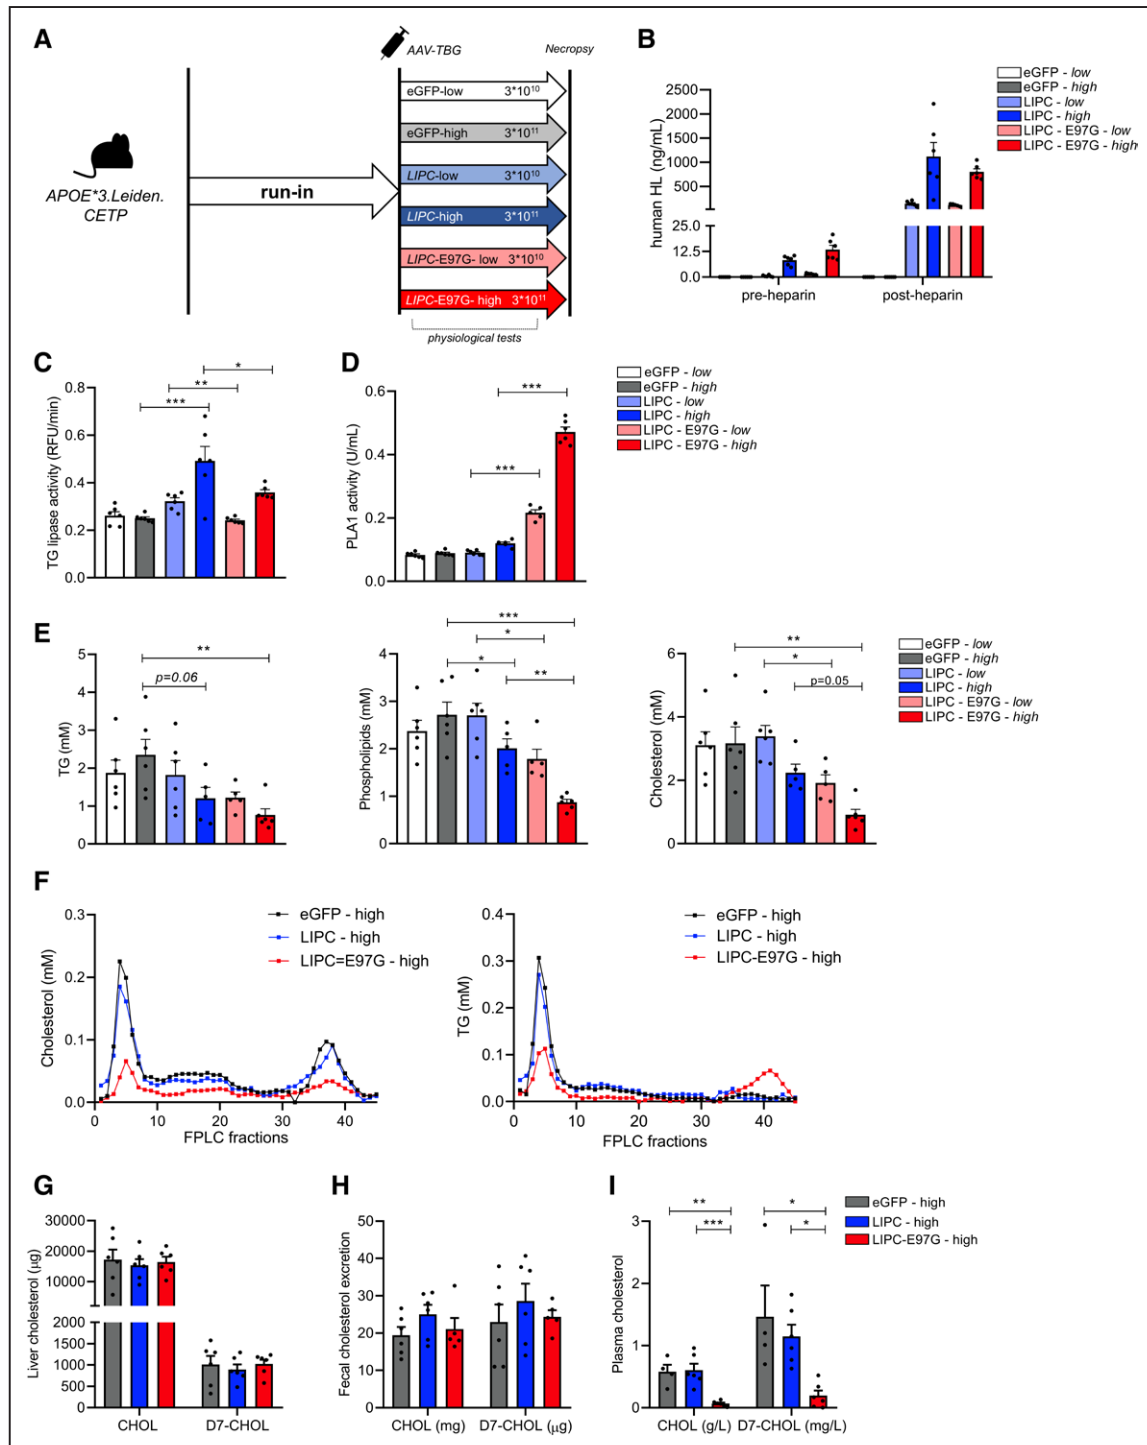 A
AAV-TBG
Necropsy
eGFP-low 3*10^10
eGFP-high 3*10^11
LIPC-low 3*10^10
LIPC-high 3*10^11
LIPC-E97G- low 3*10^10
LIPC-E97G- high 3*10^11
run-in
APOE*3.Leiden.
CETP
physiological tests
B
human HL (ng/mL)
2500
2000
1500
1000
500
25.0
12.5
0.0
pre-heparin
post-heparin
eGFP - low
eGFP - high
LIPC - low
LIPC - high
LIPC - E97G - low
LIPC - E97G - high
C
TG lipase activity (RFU/min)
0.8
0.6
0.4
0.2
0.0
*
**
***
D
PLA1 activity (U/mL)
0.6
0.4
0.2
0.0
***
***
eGFP - low
eGFP - high
LIPC - low
LIPC - high
LIPC - E97G - low
LIPC - E97G - high
E
TG (mM)
5
4
3
2
1
0
**
p=0.06
Phospholipids (mM)
6
4
2
0
***
*
*
**
Cholesterol (mM)
9
6
3
0
**
*
p=0.05
eGFP - low
eGFP - high
LIPC - low
LIPC - high
LIPC - E97G - low
LIPC - E97G - high
F
Cholesterol (mM)
0.3
0.2
0.1
0.0
0
10
20
30
40
FPLC fractions
eGFP - high
LIPC - high
LIPC=E97G - high
TG (mM)
0.4
0.3
0.2
0.1
0.0
0
10
20
30
40
FPLC fractions
eGFP - high
LIPC - high
LIPC-E97G - high
G
Liver cholesterol (µg)
30000
20000
10000
2000
1500
1000
500
0
CHOL
D7-CHOL
H
Fecal cholesterol excretion
50
40
30
20
10
0
CHOL (mg)
D7-CHOL (µg)
I
Plasma cholesterol
3
2
1
0
**
***
*
*
CHOL (g/L)
D7-CHOL (mg/L)
eGFP - high
LIPC - high
LIPC-E97G - high